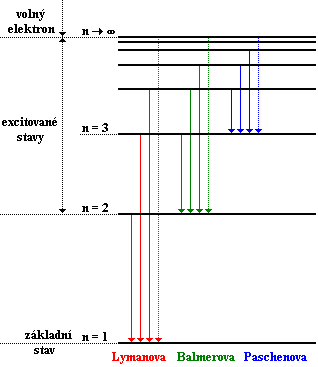 volný
elektron
n → ∞
excitované
stavy
n = 3
n = 2
základní
stav
n = 1
Lymanova Balmerova Paschenova